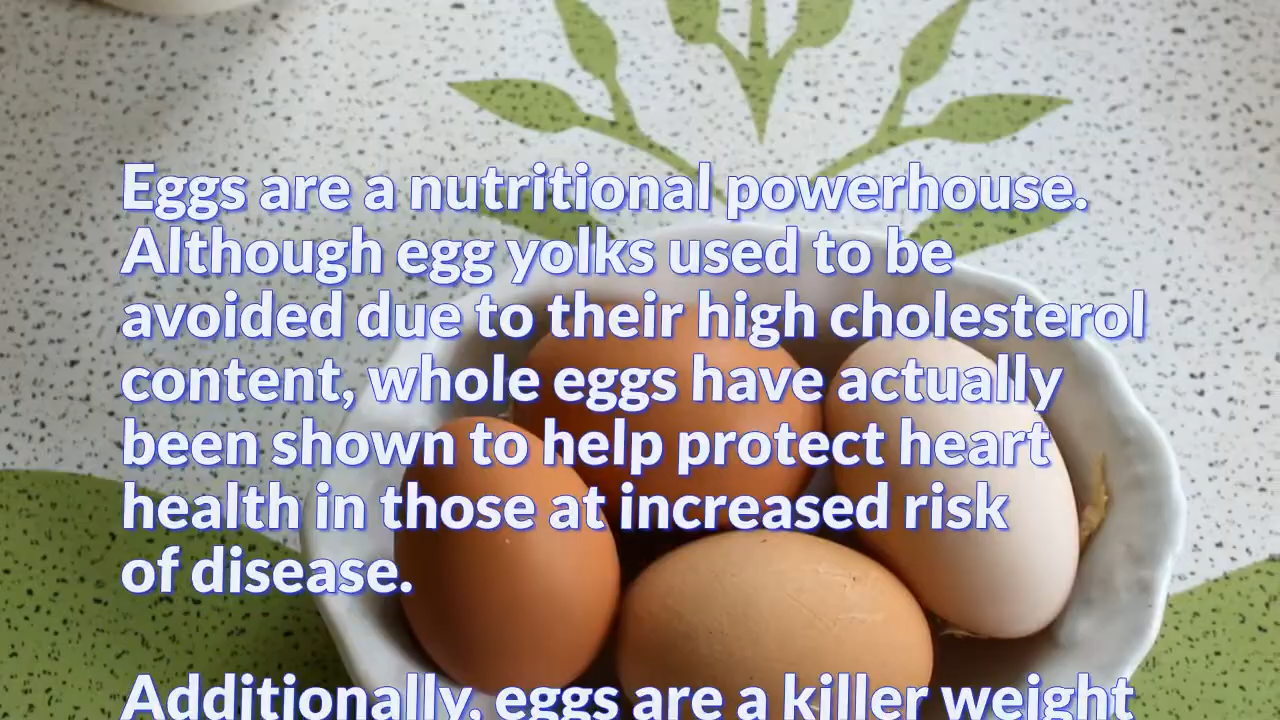 Eggs are a nutritional powerhouse.
Although egg yolks used to be
avoided due to their high cholesterol
content, whole eggs have actually
been shown to help protect heart
health in those at increased risk
of disease.
Additionally, eggs are a killer weight